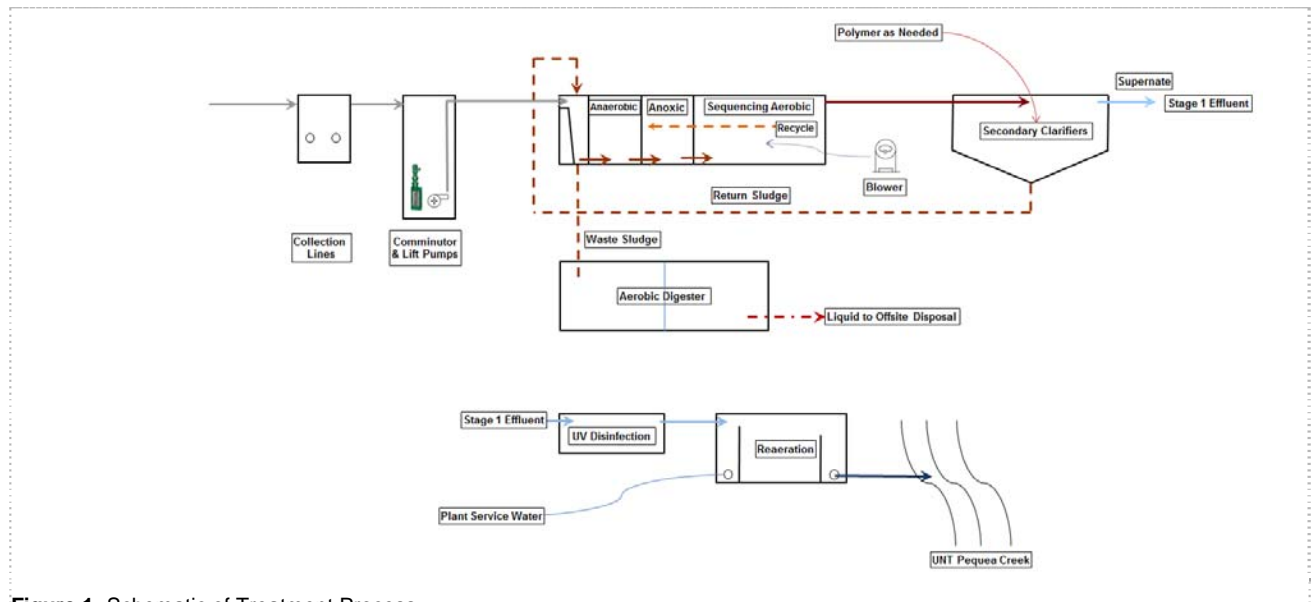 Polymer as Needed
Supernate
Stage 1 Effluent
Anaerobic
Anoxic
Sequencing Aerobic
Recycle
Secondary Clarifiers
Blower
Return Sludge
Collection
Lines
Comminutor
& Lift Pumps
Waste Sludge
Aerobic Digester
Liquid to Offsite Disposal
Stage 1 Effluent
UV Disinfection
Reaeration
Plant Service Water
UNT Pequea Creek
Figure 1. Schematic of Treatment Process